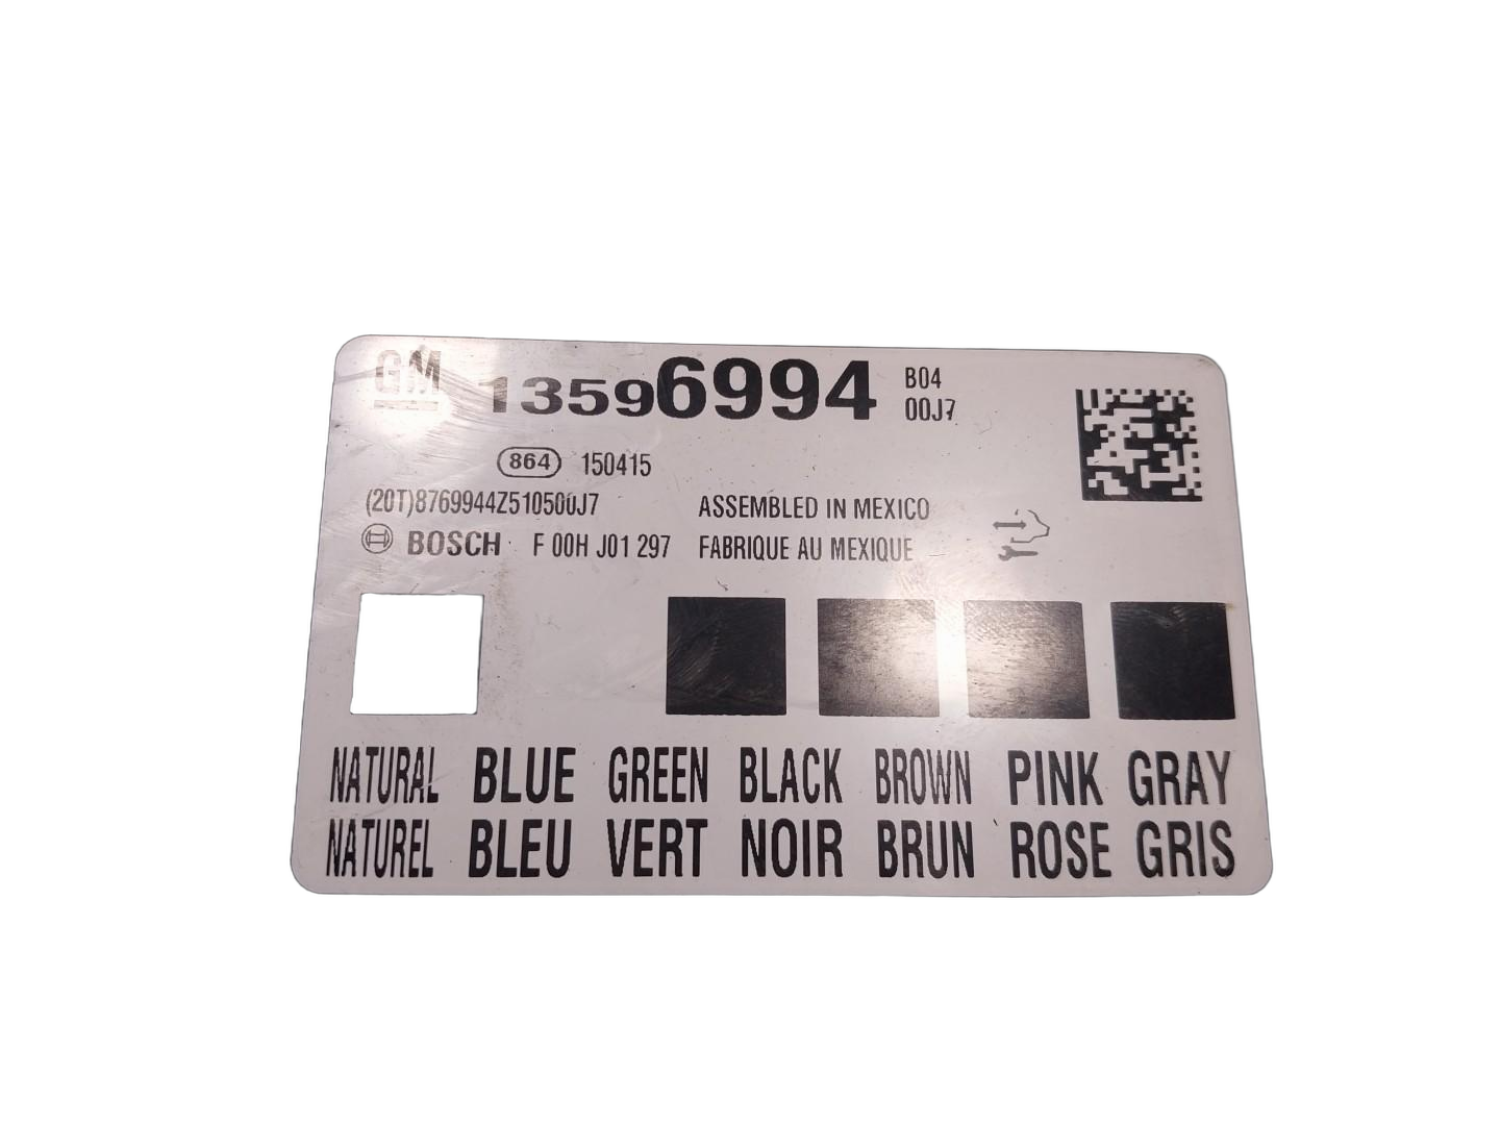 GM 13596994 B04
00J7
864 150415
(20T)8769944Z510500J7 ASSEMBLED IN MEXICO
BOSCH F 00H J01 297 FABRIQUE AU MEXIQUE
NATURAL BLUE GREEN BLACK BROWN PINK GRAY
NATUREL BLEU VERT NOIR BRUN ROSE GRIS